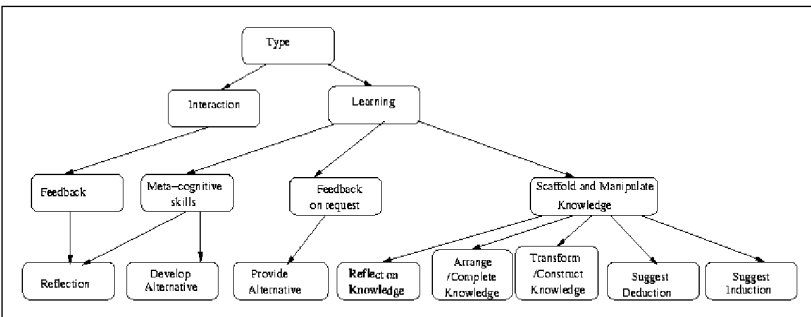 Type
Interaction
Learning
Feedback
Meta-cognitive
skills
Feedback
on request
Scaffold and Manipulate
Knowledge
Reflection
Develop
Alternative
Provide
Alternative
Reflect on
Knowledge
Arrange
/Complete
Knowledge
Transform
/Construct
Knowledge
Suggest
Deduction
Suggest
Induction